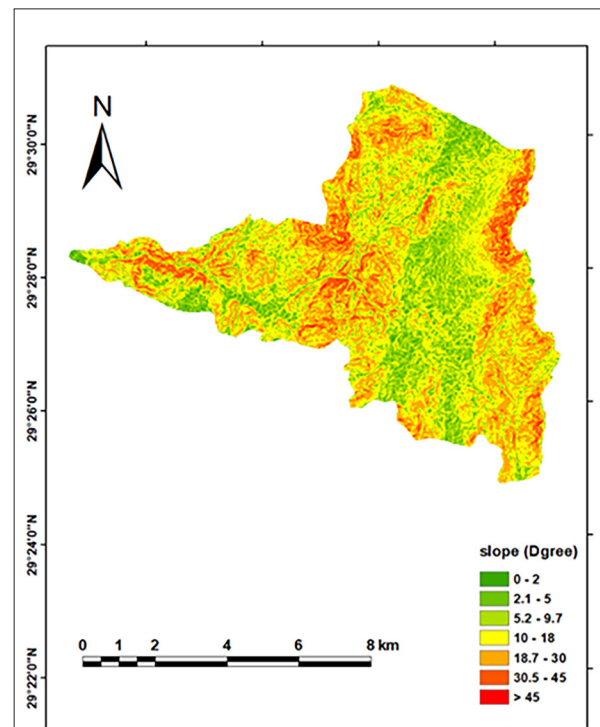 N
29°30'0"N
29°28'0"N
29°26'0"N
29°24'0"N
29°22'0"N
slope (Dgree)
0 - 2
2.1 - 5
5.2 - 9.7
10 - 18
18.7 - 30
30.5 - 45
> 45
0 1 2 4 6 8 km